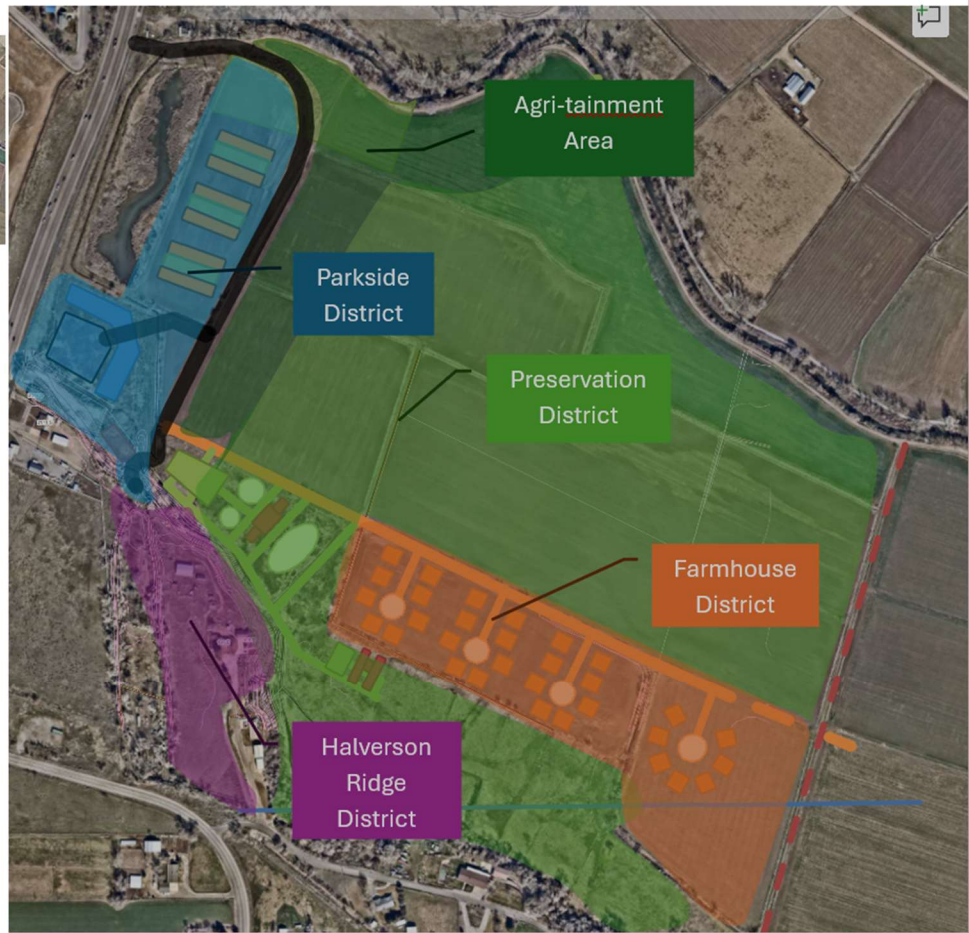 Agri-tainment
Area
Parkside
District
Preservation
District
Farmhouse
District
Halverson
Ridge
District